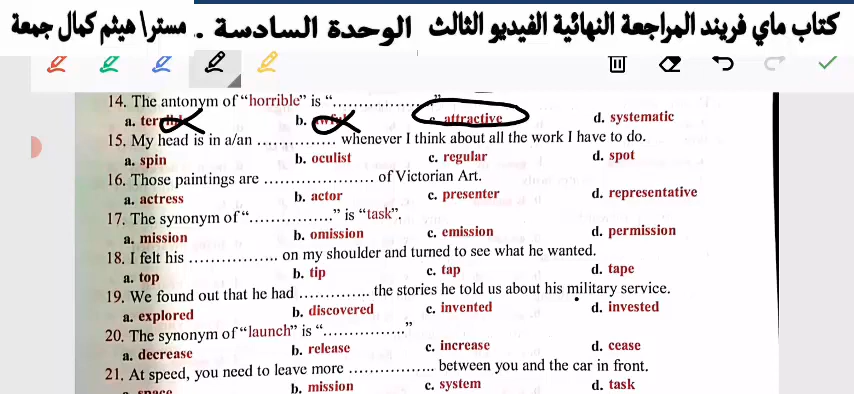 كتاب ماي فريند المراجعة النهائية الفيديو الثالث الوحدة السادسة . مستر\ هيثم كمال جمعة
14. The antonym of "horrible" is "..................."
a. terrible b. awful c. attractive d. systematic
15. My head is in a/an ................ whenever I think about all the work I have to do.
a. spin b. oculist c. regular d. spot
16. Those paintings are ...................... of Victorian Art.
a. actress b. actor c. presenter d. representative
17. The synonym of "................." is "task".
a. mission b. omission c. emission d. permission
18. I felt his .................. on my shoulder and turned to see what he wanted.
a. top b. tip c. tap d. tape
19. We found out that he had .............. the stories he told us about his military service.
a. explored b. discovered c. invented d. invested
20. The synonym of "launch" is "................"
a. decrease b. release c. increase d. cease
21. At speed, you need to leave more ................. between you and the car in front.
a. space b. mission c. system d. task